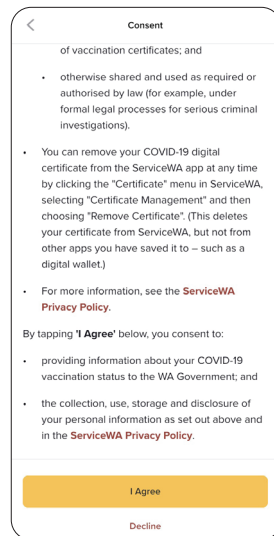 Consent
of vaccination certificates; and
• otherwise shared and used as required or
authorised by law (for example, under
formal legal processes for serious criminal
investigations).
• You can remove your COVID-19 digital
certificate from the ServiceWA app at any time
by clicking the "Certificate" menu in ServiceWA,
selecting "Certificate Management" and then
choosing "Remove Certificate". (This deletes
your certificate from ServiceWA, but not from
other apps you have saved it to – such as a
digital wallet.)
• For more information, see the ServiceWA
Privacy Policy.
By tapping 'I Agree' below, you consent to:
• providing information about your COVID-19
vaccination status to the WA Government; and
• the collection, use, storage and disclosure of
your personal information as set out above and
in the ServiceWA Privacy Policy.
I Agree
Decline